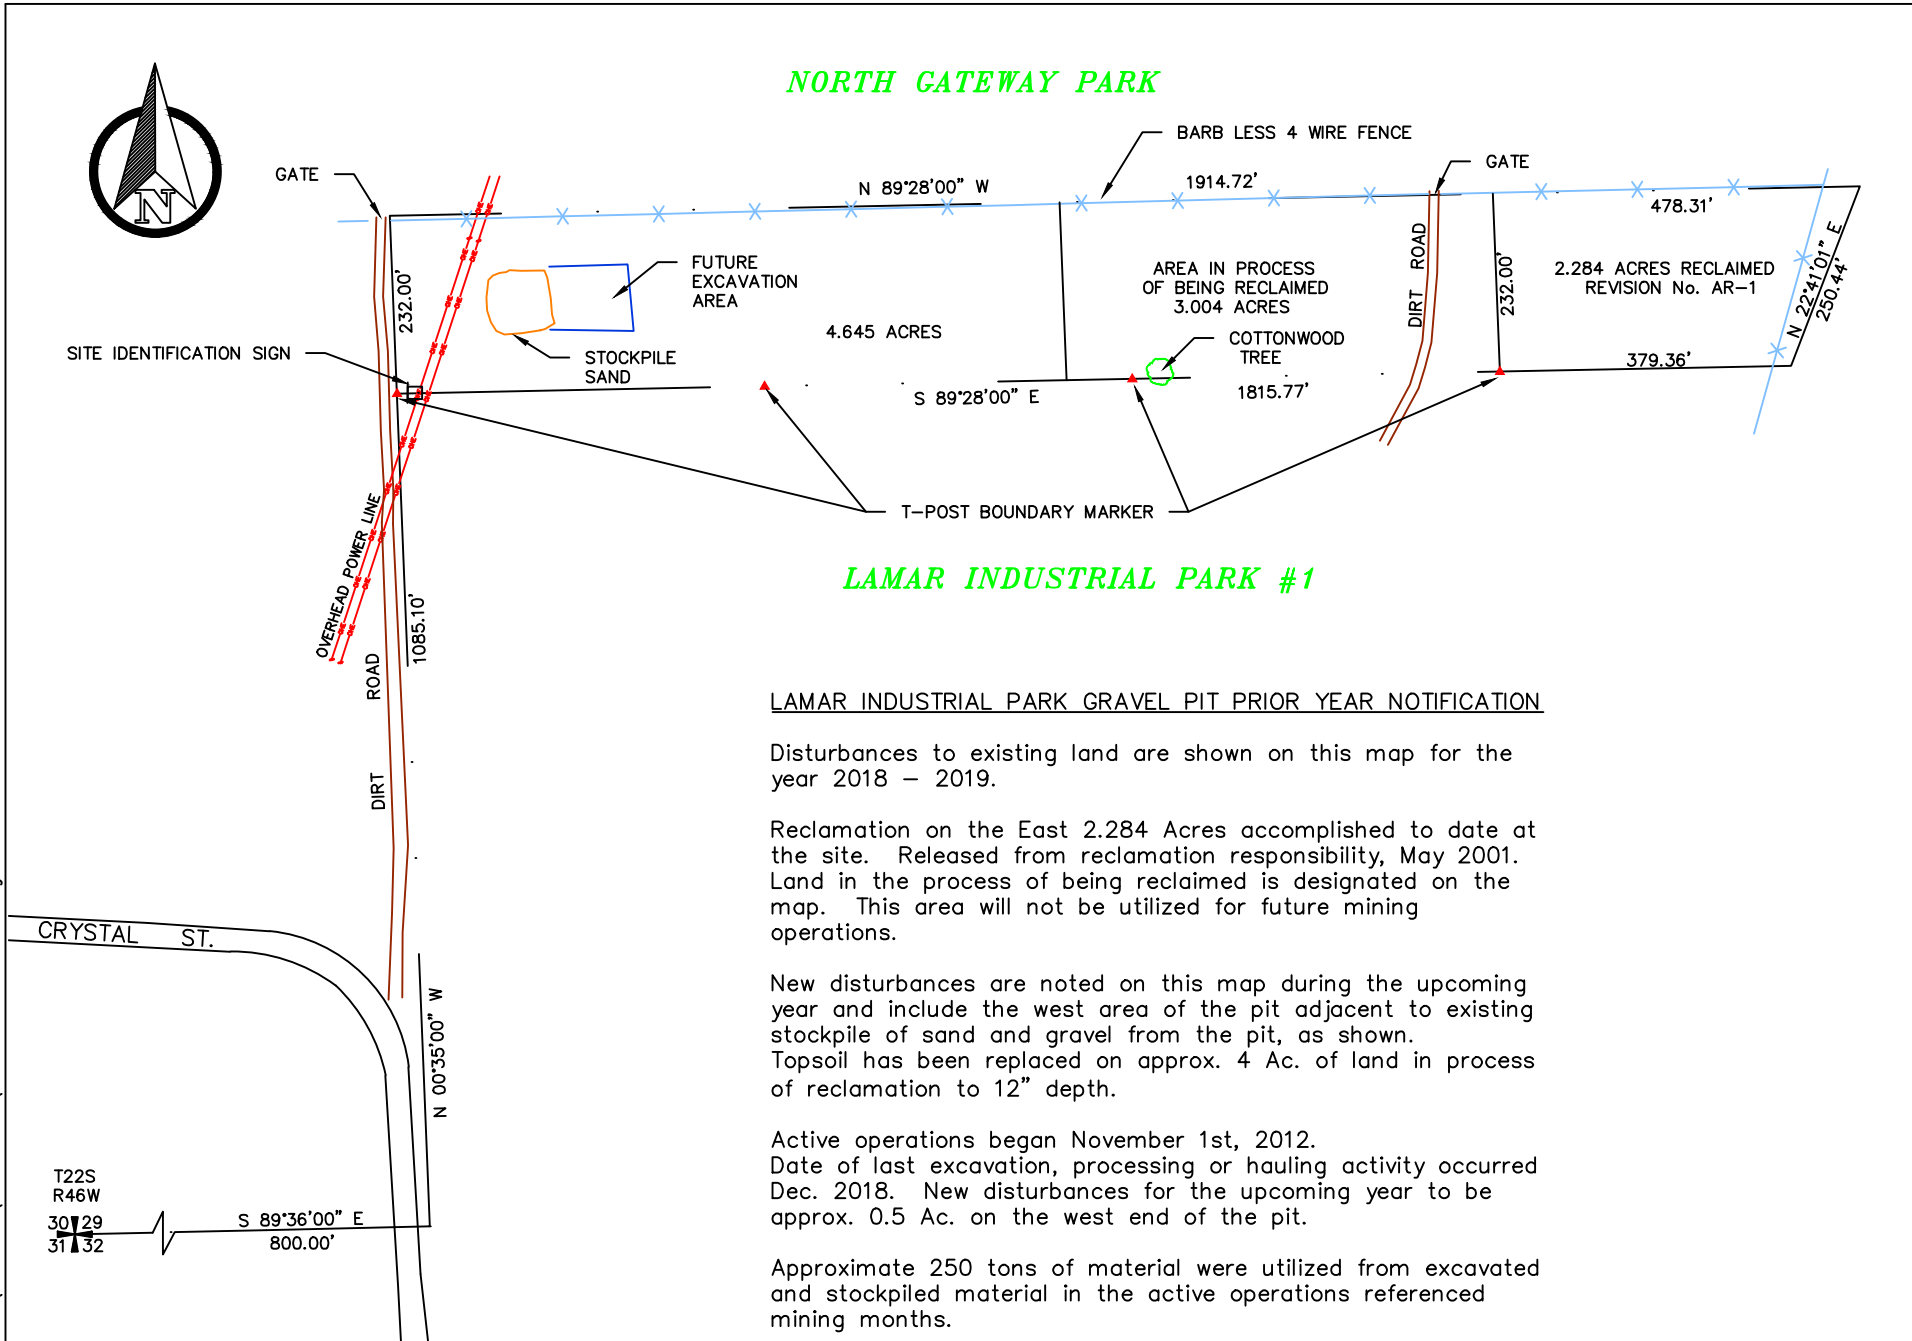 NORTH GATEWAY PARK
BARB LESS 4 WIRE FENCE
GATE
GATE
N 89°28'00" W
1914.72'
478.31'
N
232.00'
FUTURE
EXCAVATION
AREA
AREA IN PROCESS
OF BEING RECLAIMED
3.004 ACRES
DIRT ROAD
232.00'
2.284 ACRES RECLAIMED
REVISION No. AR-1
N 22°41'01" E
250.44'
4.645 ACRES
COTTONWOOD
TREE
SITE IDENTIFICATION SIGN
STOCKPILE
SAND
379.36'
S 89°28'00" E
1815.77'
T-POST BOUNDARY MARKER
OVERHEAD POWER LINE
LAMAR INDUSTRIAL PARK #1
1085.10'
DIRT ROAD
LAMAR INDUSTRIAL PARK GRAVEL PIT PRIOR YEAR NOTIFICATION
Disturbances to existing land are shown on this map for the
year 2018 - 2019.
Reclamation on the East 2.284 Acres accomplished to date at
the site. Released from reclamation responsibility, May 2001.
Land in the process of being reclaimed is designated on the
map. This area will not be utilized for future mining
operations.
New disturbances are noted on this map during the upcoming
year and include the west area of the pit adjacent to existing
stockpile of sand and gravel from the pit, as shown.
Topsoil has been replaced on approx. 4 Ac. of land in process
of reclamation to 12" depth.
Active operations began November 1st, 2012.
Date of last excavation, processing or hauling activity occurred
Dec. 2018. New disturbances for the upcoming year to be
approx. 0.5 Ac. on the west end of the pit.
Approximate 250 tons of material were utilized from excavated
and stockpiled material in the active operations referenced
mining months.
CRYSTAL ST.
N 00°35'00" W
T22S
R46W
30 29
31 32
S 89°36'00" E
800.00'